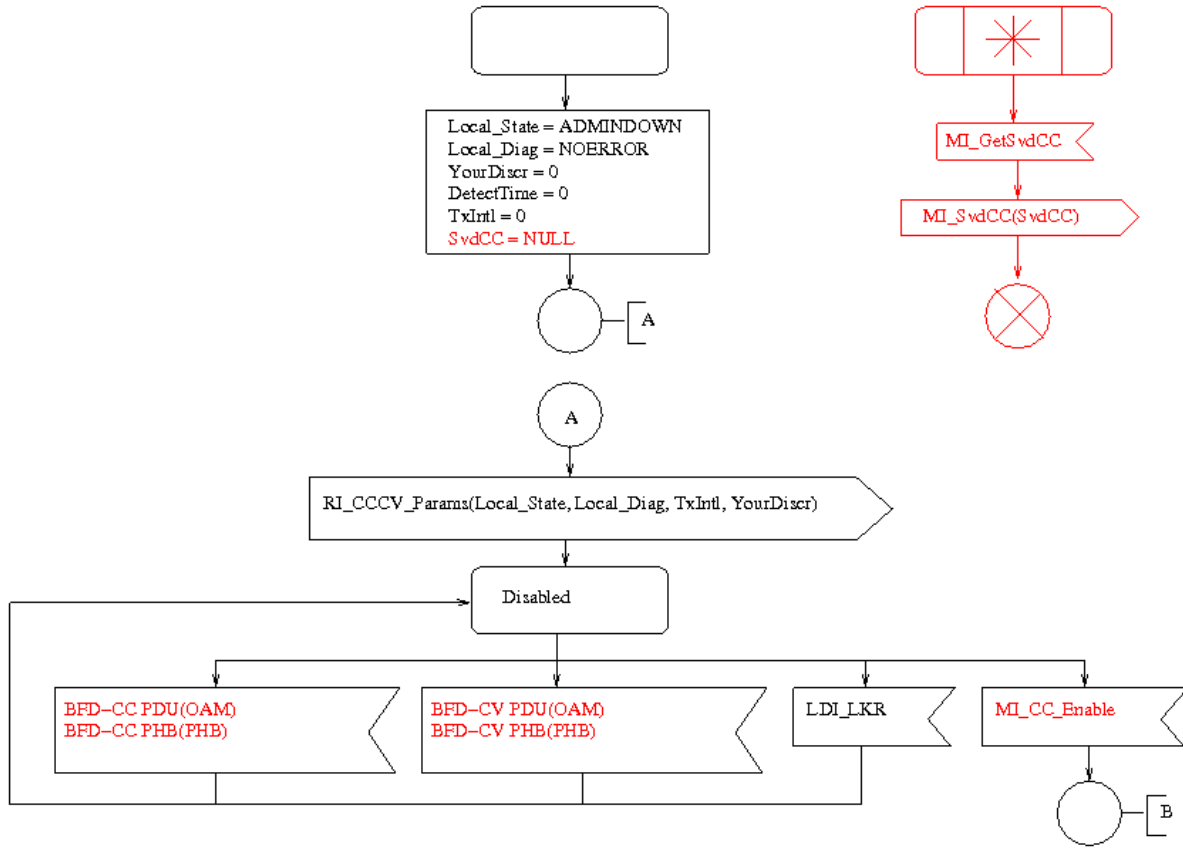 Local_State = ADMINDOWN
Local_Diag = NOERROR
YourDiscr = 0
DetectTime = 0
TxIntl = 0
SvdCC = NULL
A
MI_GetSvdCC
MI_SvdCC(SvdCC)
A
RI_CCCV_Params(Local_State, Local_Diag, TxIntl, YourDiscr)
Disabled
BFD-CC PDU(OAM)
BFD-CC PHB(PHB)
BFD-CV PDU(OAM)
BFD-CV PHB(PHB)
LDI_LKR
MI_CC_Enable
B